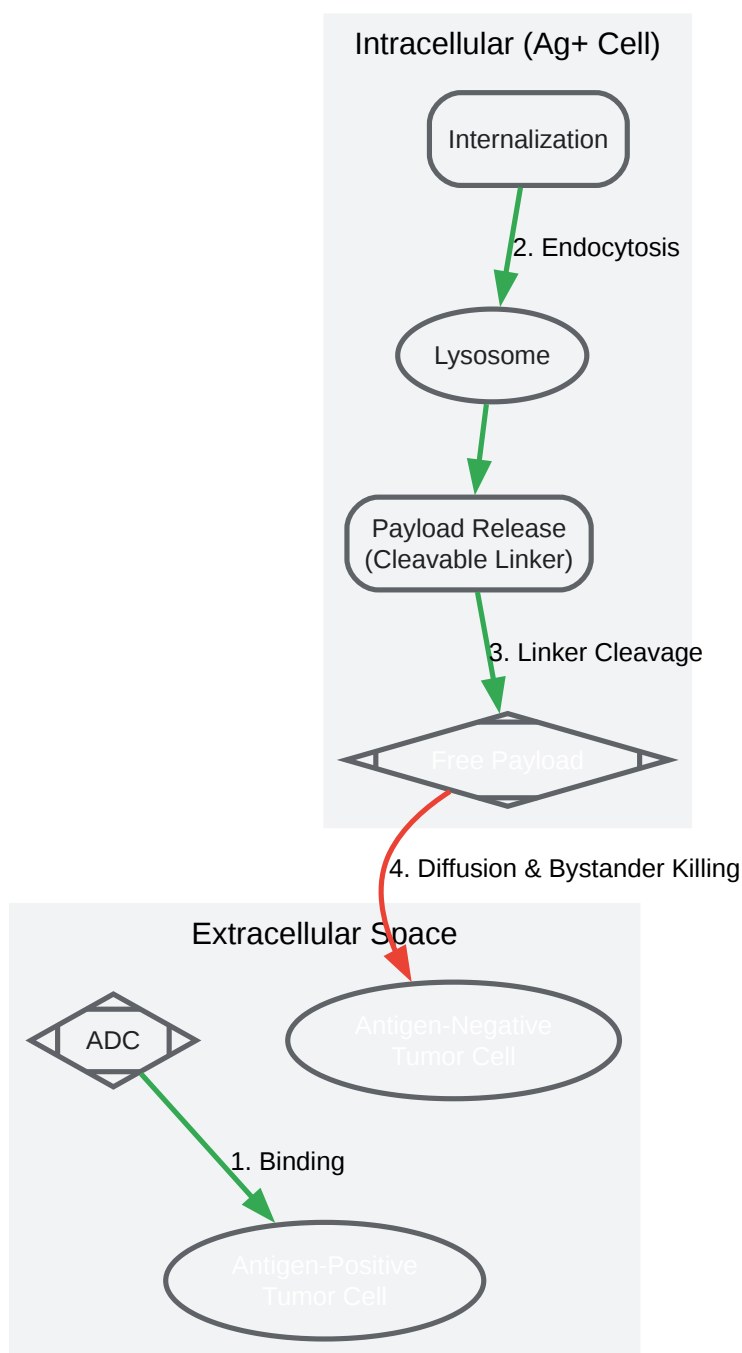 Intracellular (Ag+ Cell)
Internalization
2. Endocytosis
Lysosome
Payload Release
(Cleavable Linker)
3. Linker Cleavage
Free Payload
4. Diffusion & Bystander Killing
Extracellular Space
Antigen-Negative
Tumor Cell
ADC
1. Binding
Antigen-Positive
Tumor Cell